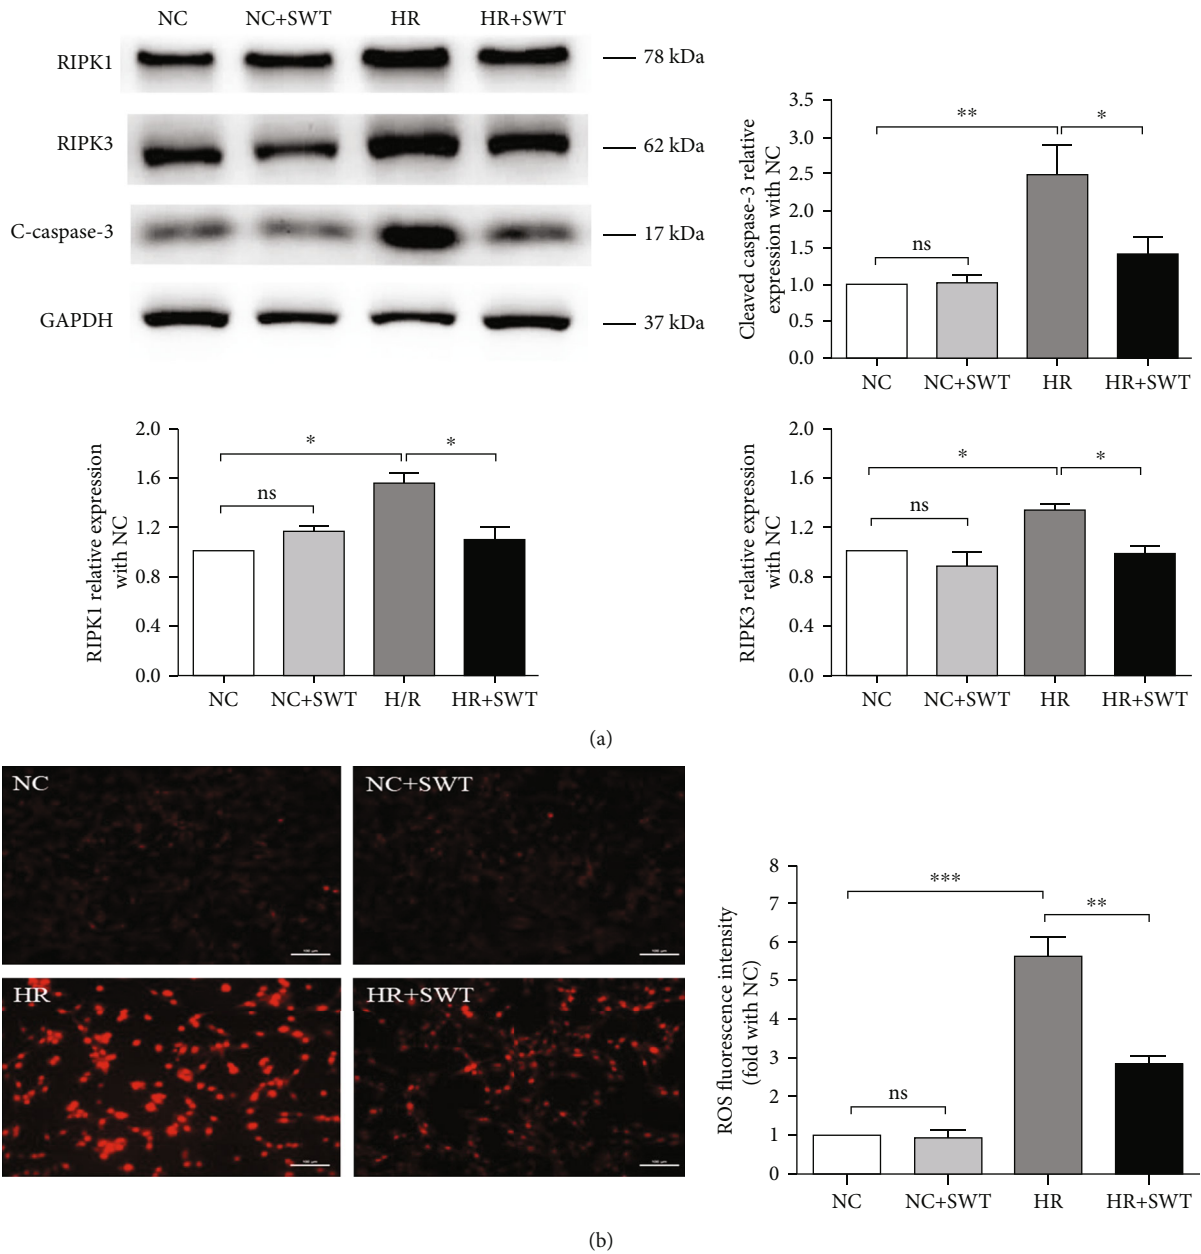 NC NC+SWT HR HR+SWT
RIPK1
78 kDa
RIPK3
62 kDa
C-caspase-3
17 kDa
GAPDH
37 kDa
Cleaved caspase-3 relative
expression with NC
3.5
3.0
2.5
2.0
1.5
1.0
0.5
0.0
** *
ns
NC NC+SWT HR HR+SWT
RIPK1 relative expression
with NC
2.0
1.6
1.2
0.8
0.4
0.0
* *
ns
NC NC+SWT H/R HR+SWT
RIPK3 relative expression
with NC
2.0
1.6
1.2
0.8
0.4
0.0
* *
ns
NC NC+SWT HR HR+SWT
(a)
NC
NC+SWT
HR
HR+SWT
ROS fluorescence intensity
(fold with NC)
8
7
6
5
4
3
2
1
0
***
**
ns
NC NC+SWT HR HR+SWT
(b)